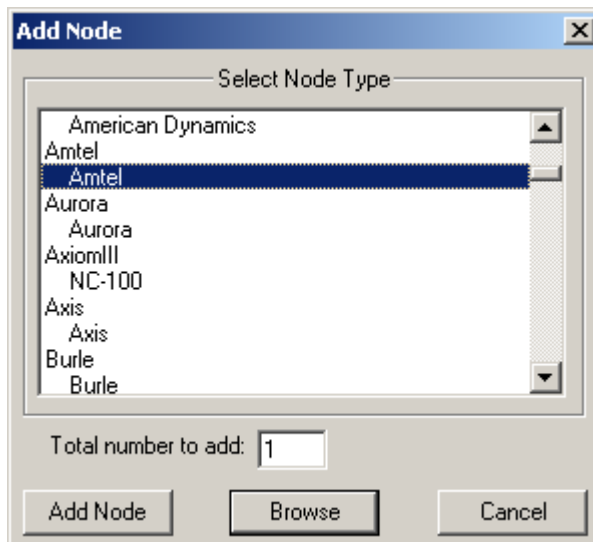 Add Node
Select Node Type
American Dynamics
Amtel
Amtel
Aurora
Aurora
AxiomIII
NC-100
Axis
Axis
Burle
Burle
Total number to add: 1
Add Node Browse Cancel